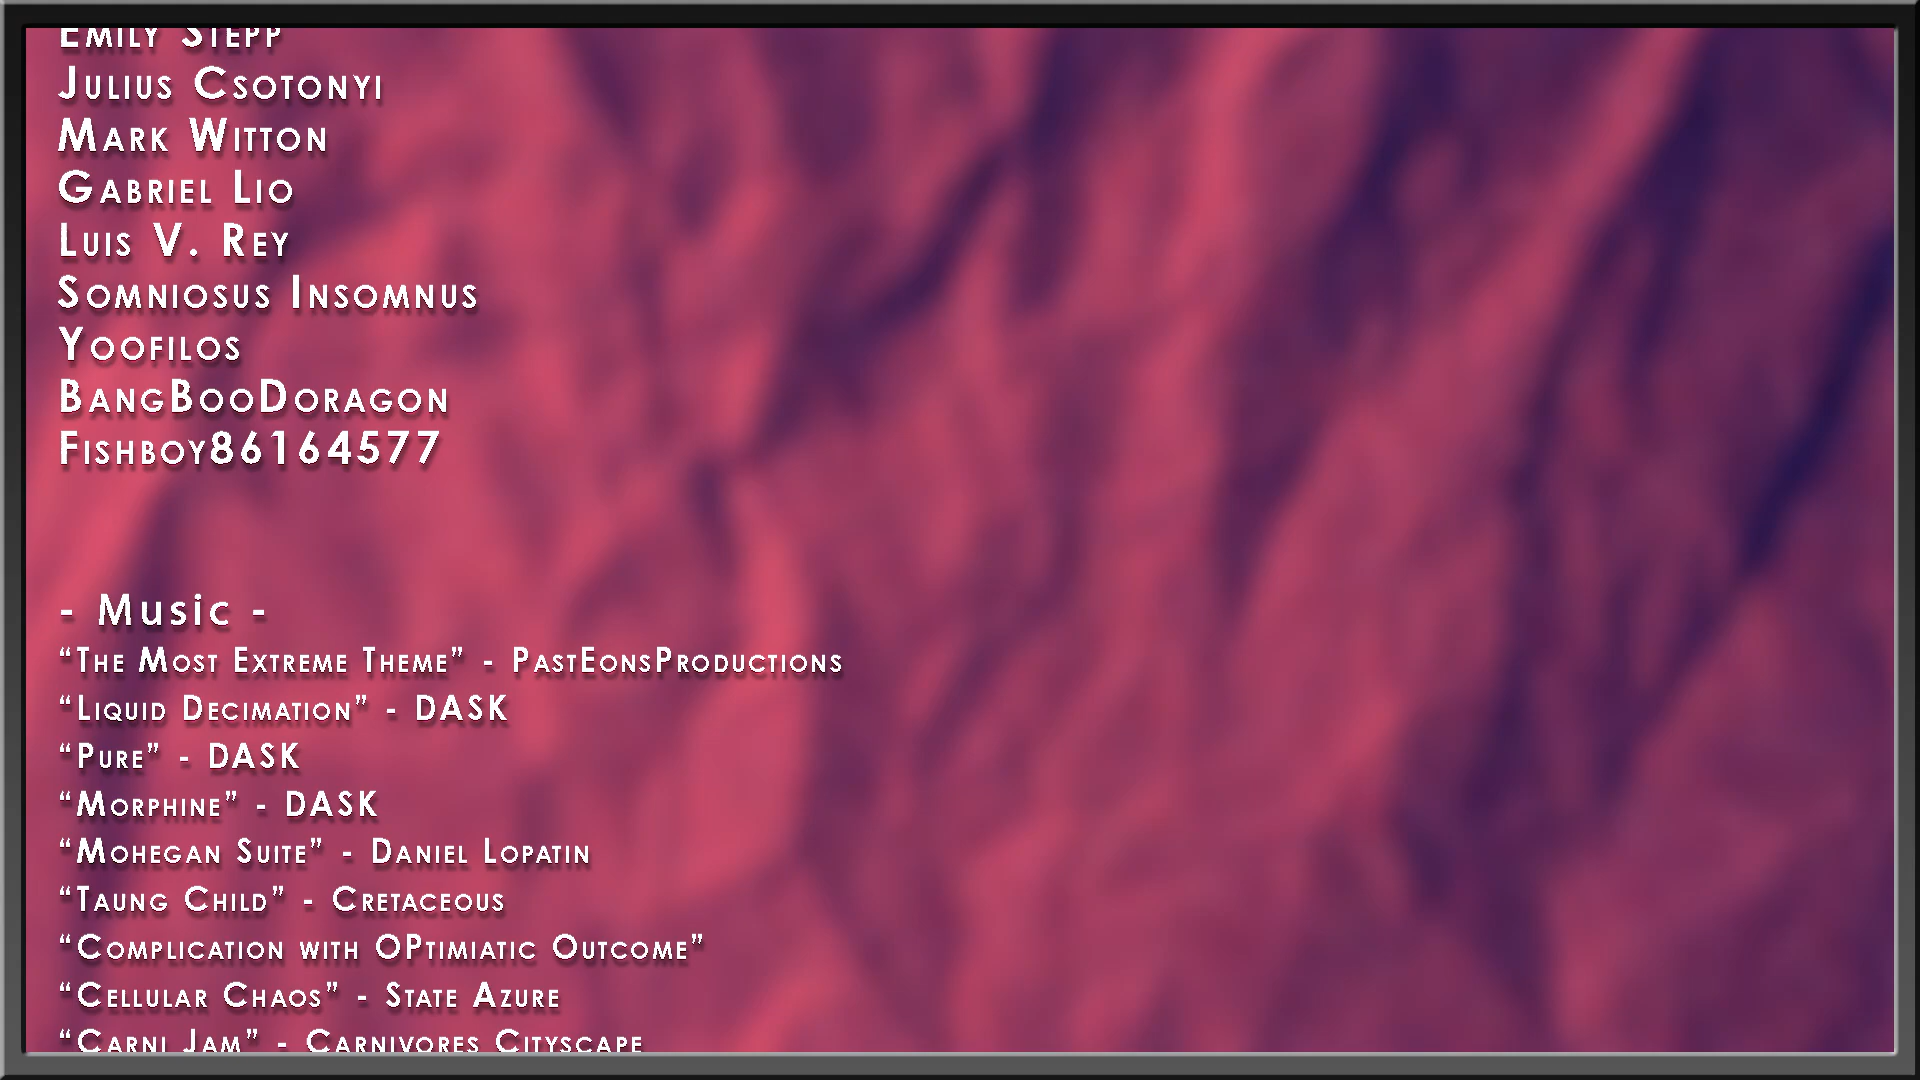 Emily Stepp
Julius Csotonyi
Mark Witton
Gabriel Lio
Luis V. Rey
Somniosus Insomnus
Yoofilos
BangBooDoragon
Fishboy86164577
- Music -
“The Most Extreme Theme” - PastEonsProductions
“Liquid Decimation” - DASK
“Pure” - DASK
“Morphine” - DASK
“Mohegan Suite” - Daniel Lopatin
“Taung Child” - Cretaceous
“Complication with OPtimiatic Outcome”
“Cellular Chaos” - State Azure
“Carni Jam” - Carnivores Cityscape